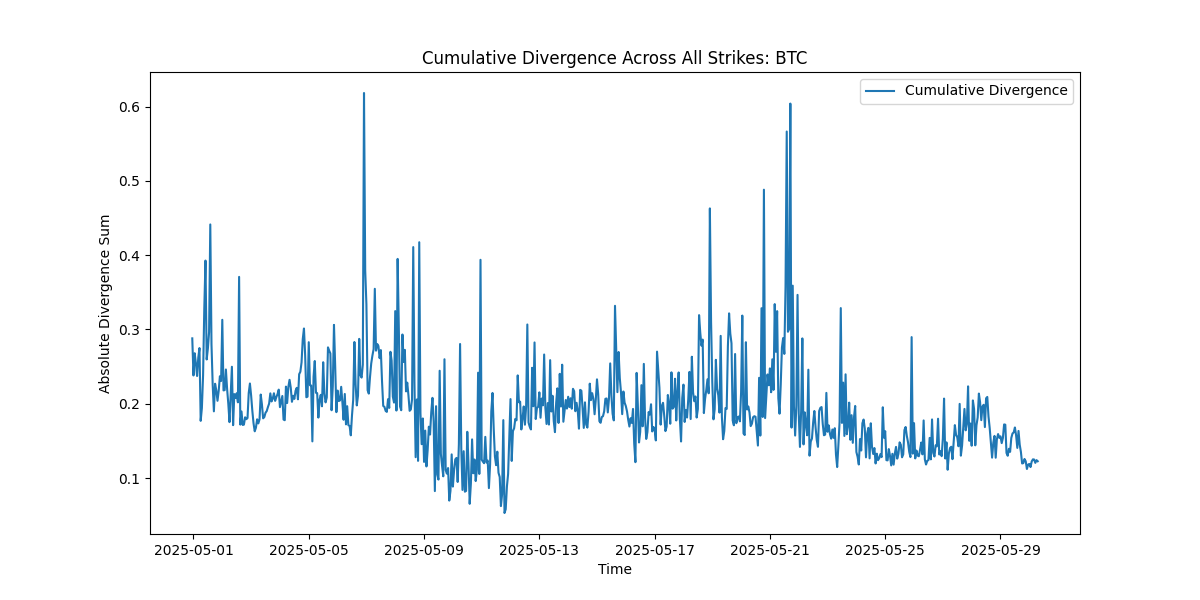 Cumulative Divergence Across All Strikes: BTC
Cumulative Divergence
Absolute Divergence Sum
0.6
0.5
0.4
0.3
0.2
0.1
2025-05-01 2025-05-05 2025-05-09 2025-05-13 2025-05-17 2025-05-21 2025-05-25 2025-05-29
Time